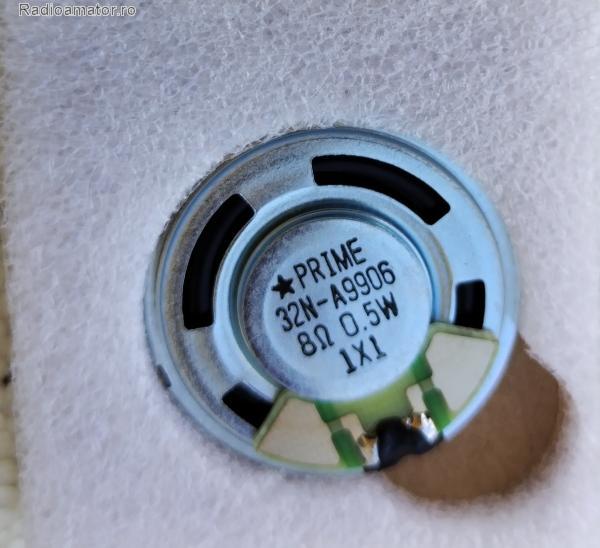 Radioamator.ro
★PRIME
32N-A9906
8Ω 0.5W
1X1